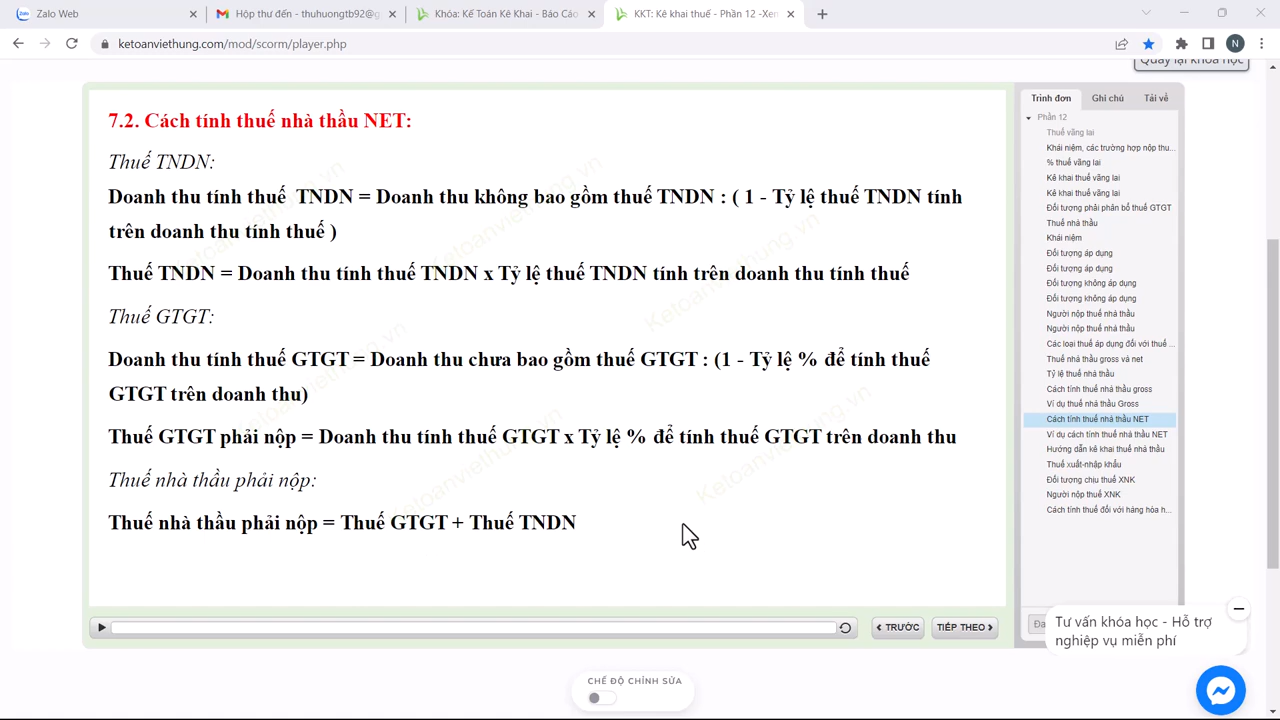 Zalo Web
Hộp thư đến - thuhuongtb92@g
Khóa: Kế Toán Kê Khai - Báo Cáo
KKT: Kê khai thuế - Phần 12 -Xen
ketoanviethung.com/mod/scorm/player.php
N
Quay lại khóa học
7.2. Cách tính thuế nhà thầu NET:
Thuế TNDN:
Doanh thu tính thuế TNDN = Doanh thu không bao gồm thuế TNDN : ( 1 - Tỷ lệ thuế TNDN tính
trên doanh thu tính thuế )
Thuế TNDN = Doanh thu tính thuế TNDN x Tỷ lệ thuế TNDN tính trên doanh thu tính thuế
Thuế GTGT:
Doanh thu tính thuế GTGT = Doanh thu chưa bao gồm thuế GTGT : (1 - Tỷ lệ % để tính thuế
GTGT trên doanh thu)
Thuế GTGT phải nộp = Doanh thu tính thuế GTGT x Tỷ lệ % để tính thuế GTGT trên doanh thu
Thuế nhà thầu phải nộp:
Thuế nhà thầu phải nộp = Thuế GTGT + Thuế TNDN
Ketoanviethung.vn
TRƯỚC
TIẾP THEO
Trình đơn
Ghi chú
Tải về
Phần 12
Thuế vãng lai
Khái niệm, các trường hợp nộp thu...
% thuế vãng lai
Kê khai thuế vãng lai
Kê khai thuế vãng lai
Đối tượng phải phân bổ thuế GTGT
Thuế nhà thầu
Khái niệm
Đối tượng áp dụng
Đối tượng áp dụng
Đối tượng không áp dụng
Đối tượng không áp dụng
Người nộp thuế nhà thầu
Người nộp thuế nhà thầu
Các loại thuế áp dụng đối với thuế ...
Thuế nhà thầu gross và net
Tỷ lệ thuế nhà thầu
Cách tính thuế nhà thầu gross
Ví dụ thuế nhà thầu Gross
Cách tính thuế nhà thầu NET
Ví dụ cách tính thuế nhà thầu NET
Hướng dẫn kê khai thuế nhà thầu
Thuế xuất-nhập khẩu
Đối tượng chịu thuế XNK
Người nộp thuế XNK
Cách tính thuế đối với hàng hóa h...
Tư vấn khóa học - Hỗ trợ
nghiệp vụ miễn phí
CHẾ ĐỘ CHỈNH SỬA